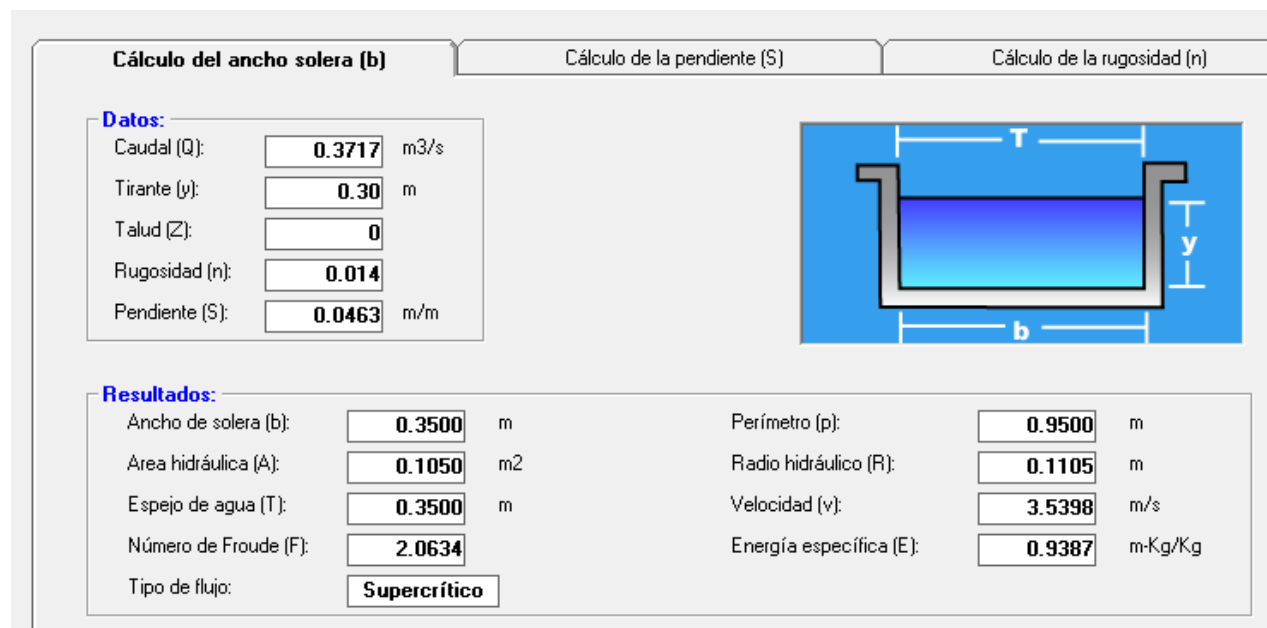 Cálculo del ancho solera (b) Cálculo de la pendiente (S) Cálculo de la rugosidad (n)
Datos:
Caudal (Q): 0.3717 m3/s
Tirante (y): 0.30 m
Talud (Z): 0
Rugosidad (n): 0.014
Pendiente (S): 0.0463 m/m
T
y
b
Resultados:
Ancho de solera (b): 0.3500 m Perímetro (p): 0.9500 m
Area hidráulica (A): 0.1050 m2 Radio hidráulico (R): 0.1105 m
Espejo de agua (T): 0.3500 m Velocidad (v): 3.5398 m/s
Número de Froude (F): 2.0634 Energía específica (E): 0.9387 m-Kg/Kg
Tipo de flujo: Supercrítico